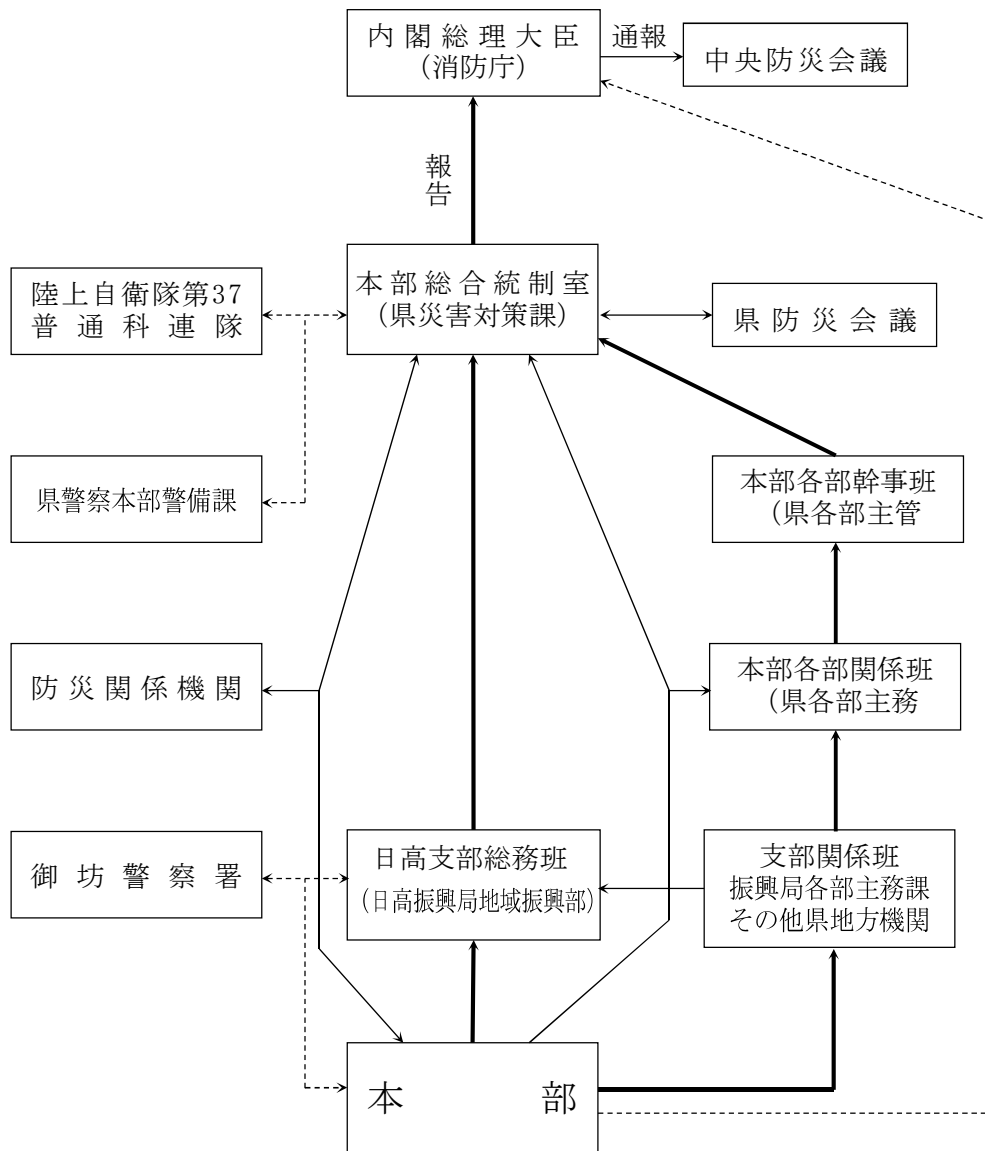 内閣総理大臣
(消防庁)
通報
中央防災会議
報告
陸上自衛隊第37
普通科連隊
本部総合統制室
(県災害対策課)
県防災会議
県警察本部警備課
本部各部幹事班
(県各部主管
防災関係機関
本部各部関係班
(県各部主務
御坊警察署
日高支部総務班
(日高振興局地域振興部)
支部関係班
振興局各部主務課
その他県地方機関
本部